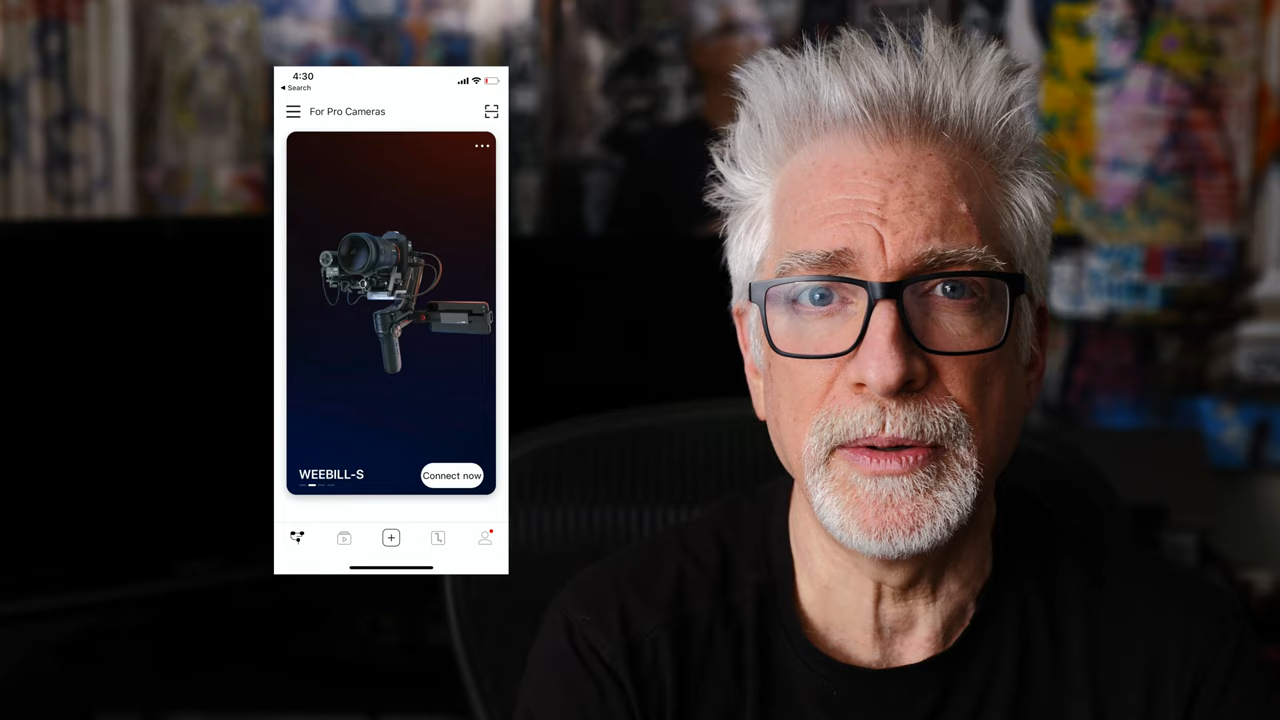 4:30
Search
For Pro Cameras
WEEBILL-S
Connect now